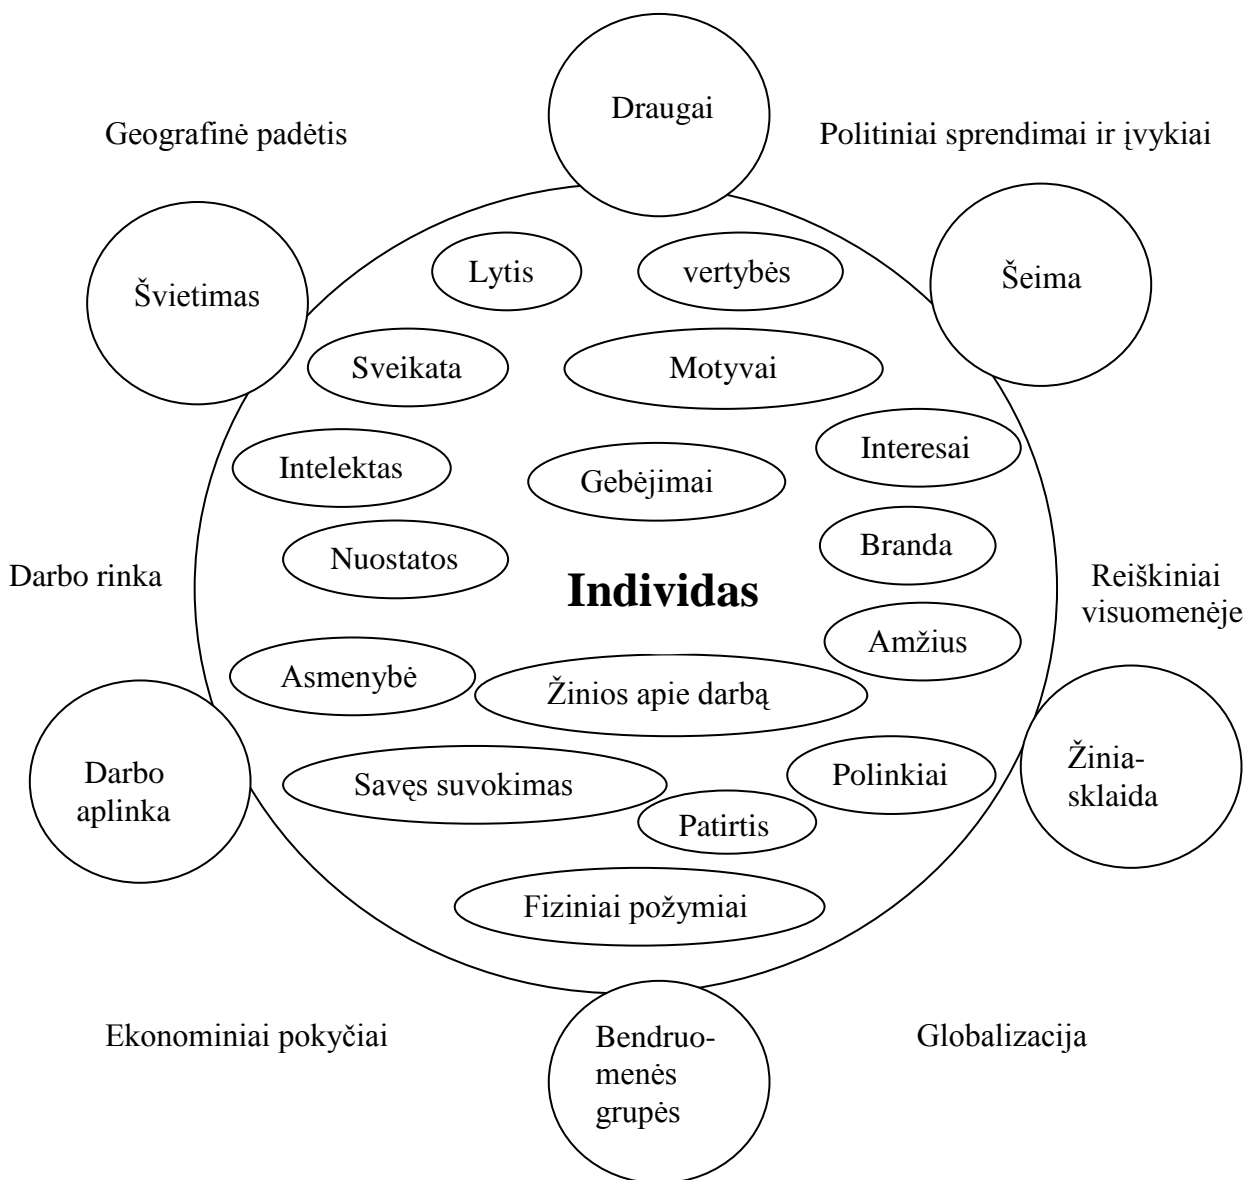 Draugai
Geografinė padėtis
Politiniai sprendimai ir įvykiai
Lytis
vertybės
Šeima
Švietimas
Sveikata
Motyvai
Interesai
Intelektas
Gebėjimai
Nuostatos
Branda
Darbo rinka
Individas
Reiškiniai
visuomenėje
Amžius
Asmenybė
Žinios apie darbą
Darbo
aplinka
Savęs suvokimas
Polinkiai
Žinia-
sklaida
Patirtis
Fiziniai požymiai
Ekonominiai pokyčiai
Bendruo-
menės
grupės
Globalizacija